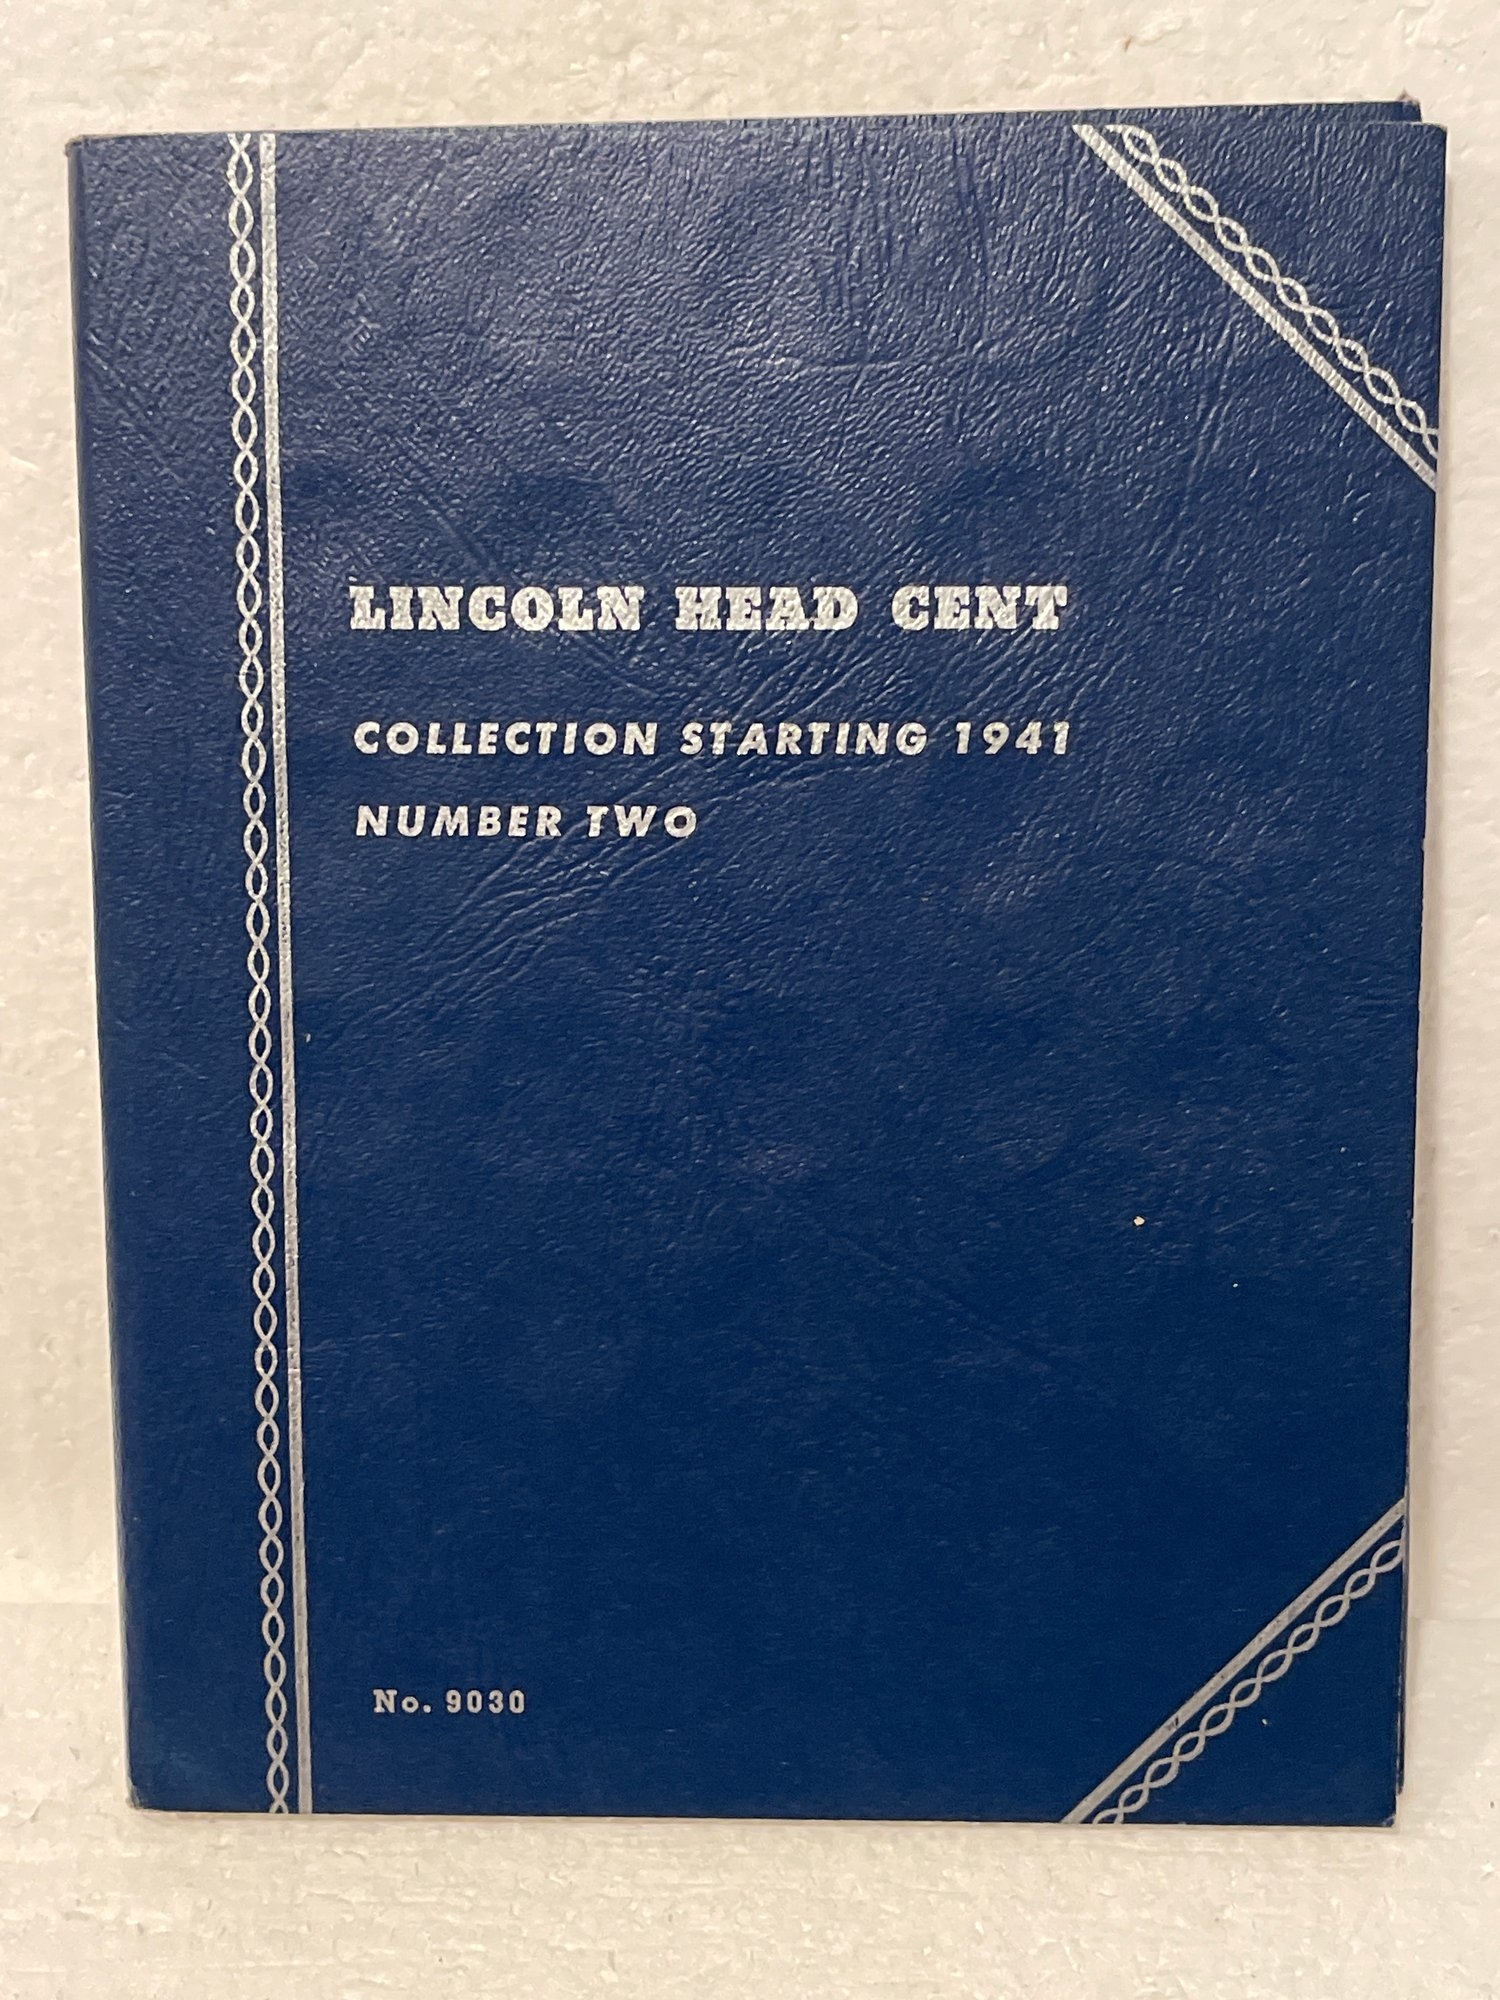 LINCOLN HEAD CENT
COLLECTION STARTING 1941
NUMBER TWO
No. 9030